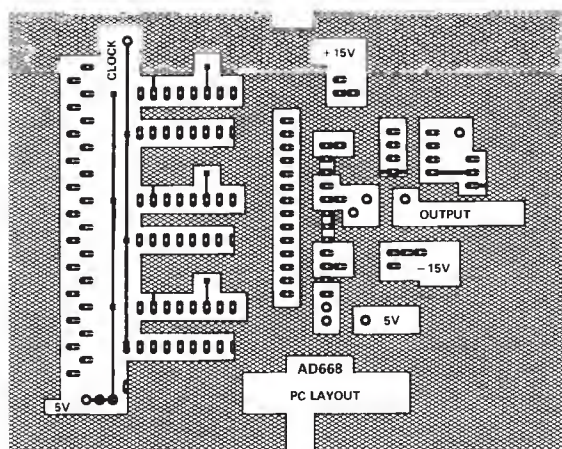 CLOCK
+ 15V
OUTPUT
– 15V
5V
AD668
PC LAYOUT
5V